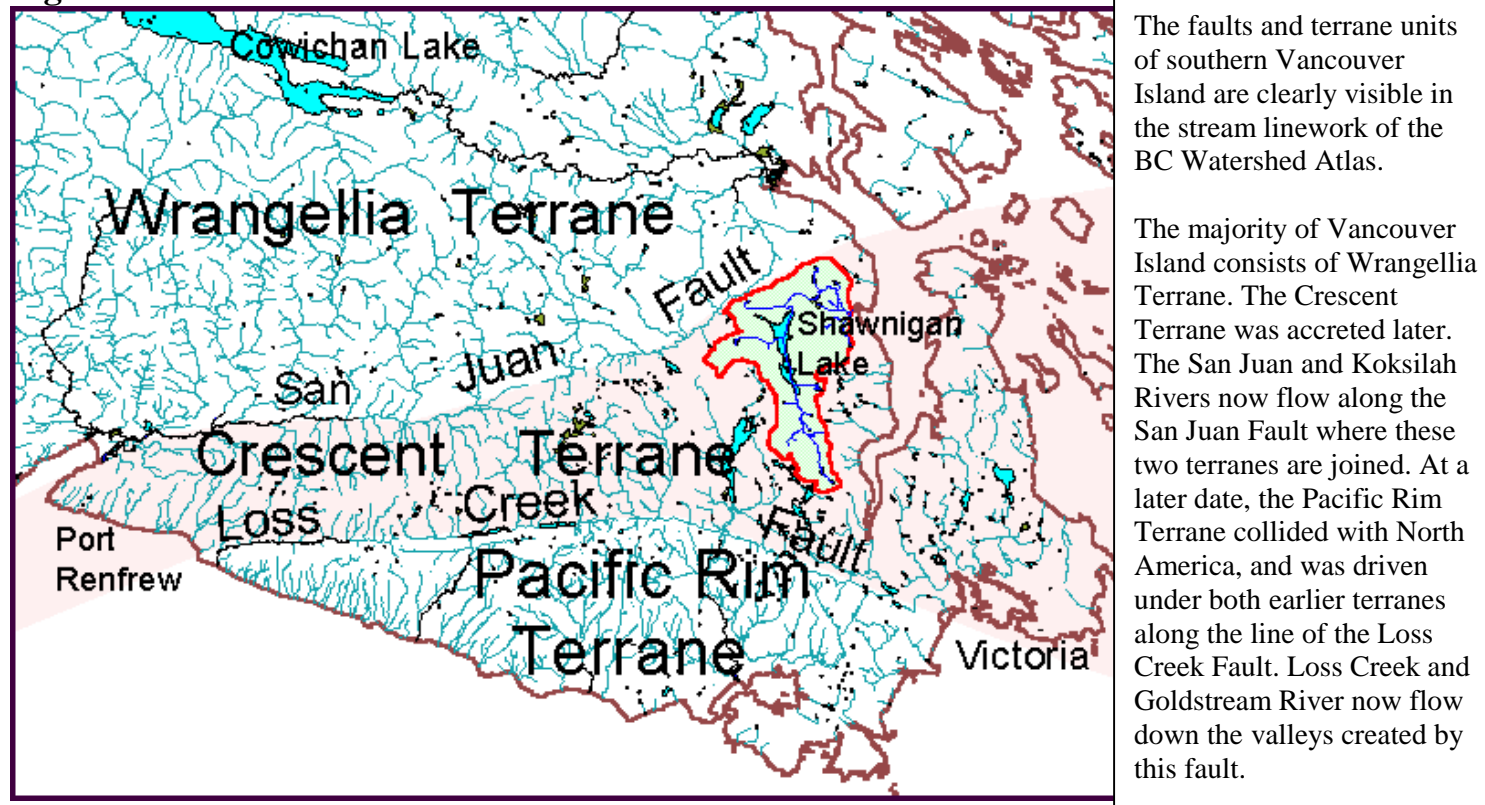 Cowichan Lake
Wrangellia Terrane
San Juan Fault
Shawnigan
Lake
Crescent Terrane
Loss Creek Fault
Port
Renfrew
Pacific Rim
Terrane
Victoria
The faults and terrane units
of southern Vancouver
Island are clearly visible in
the stream linework of the
BC Watershed Atlas.
The majority of Vancouver
Island consists of Wrangellia
Terrane. The Crescent
Terrane was accreted later.
The San Juan and Koksilah
Rivers now flow along the
San Juan Fault where these
two terranes are joined. At a
later date, the Pacific Rim
Terrane collided with North
America, and was driven
under both earlier terranes
along the line of the Loss
Creek Fault. Loss Creek and
Goldstream River now flow
down the valleys created by
this fault.